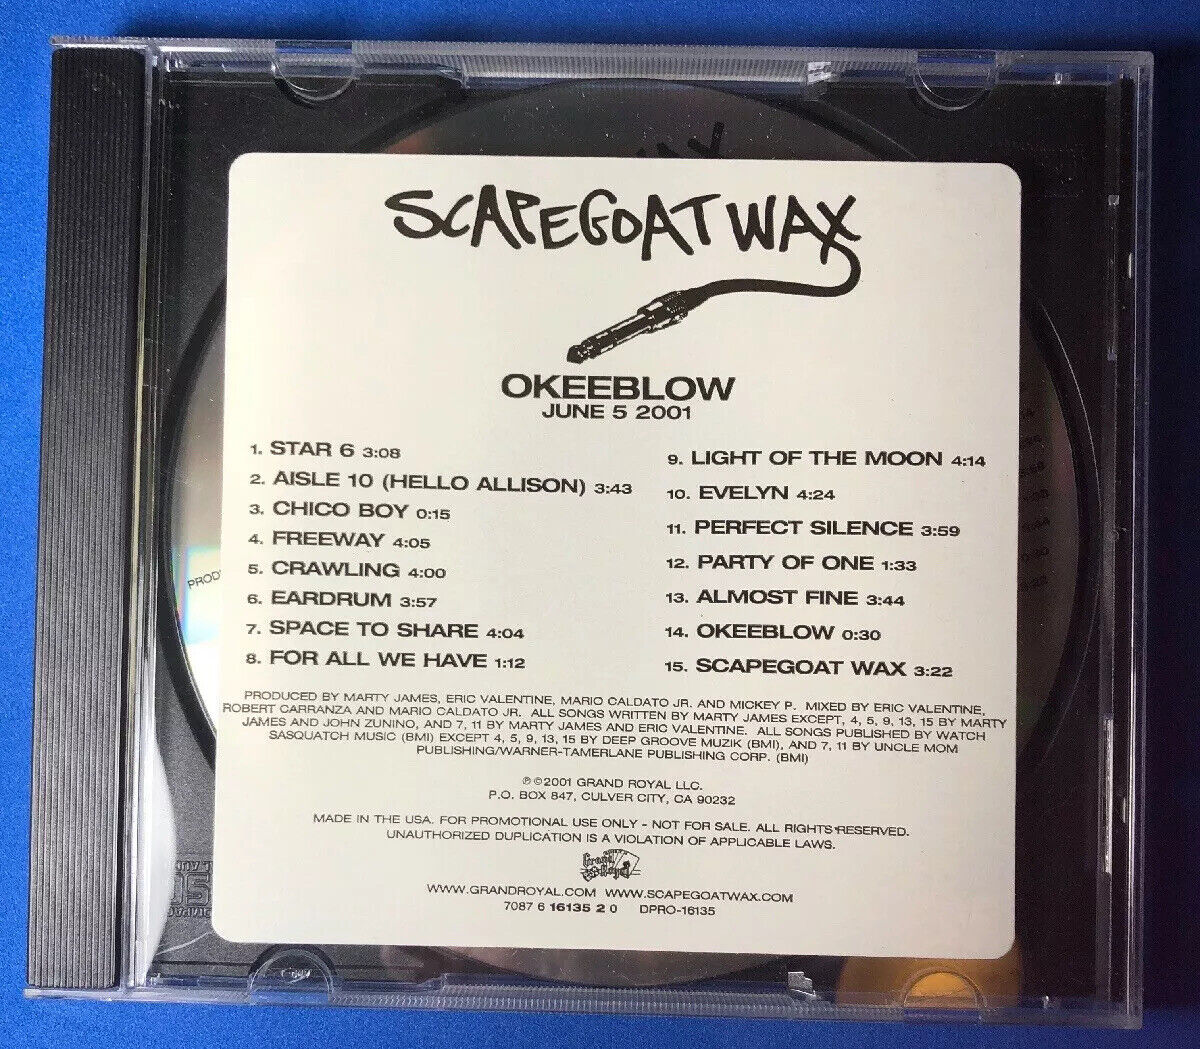 SCAPEGOAT WAX
OKEEBLOW
JUNE 5 2001
1. STAR 6 3:08
2. AISLE 10 (HELLO ALLISON) 3:43
3. CHICO BOY 0:15
4. FREEWAY 4:05
5. CRAWLING 4:00
6. EARDRUM 3:57
7. SPACE TO SHARE 4:04
8. FOR ALL WE HAVE 1:12
9. LIGHT OF THE MOON 4:14
10. EVELYN 4:24
11. PERFECT SILENCE 3:59
12. PARTY OF ONE 1:33
13. ALMOST FINE 3:44
14. OKEEBLOW 0:30
15. SCAPEGOAT WAX 3:22
PRODUCED BY MARTY JAMES, ERIC VALENTINE, MARIO CALDATO JR. AND MICKEY P. MIXED BY ERIC VALENTINE,
ROBERT CARRANZA AND MARIO CALDATO JR. ALL SONGS WRITTEN BY MARTY JAMES EXCEPT, 4, 5, 9, 13, 15 BY MARTY
JAMES AND JOHN ZUNINO, AND 7, 11 BY MARTY JAMES AND ERIC VALENTINE. ALL SONGS PUBLISHED BY WATCH
SASQUATCH MUSIC (BMI) EXCEPT 4, 5, 9, 13, 15 BY DEEP GROOVE MUZIK (BMI), AND 7, 11 BY UNCLE MOM
PUBLISHING/WARNER-TAMERLANE PUBLISHING CORP. (BMI)
℗ ©2001 GRAND ROYAL LLC.
P.O. BOX 847, CULVER CITY, CA 90232
MADE IN THE USA. FOR PROMOTIONAL USE ONLY - NOT FOR SALE. ALL RIGHTS RESERVED.
UNAUTHORIZED DUPLICATION IS A VIOLATION OF APPLICABLE LAWS.
Grand Royal
WWW.GRANDROYAL.COM WWW.SCAPEGOATWAX.COM
7087 6 16135 2 0 DPRO-16135